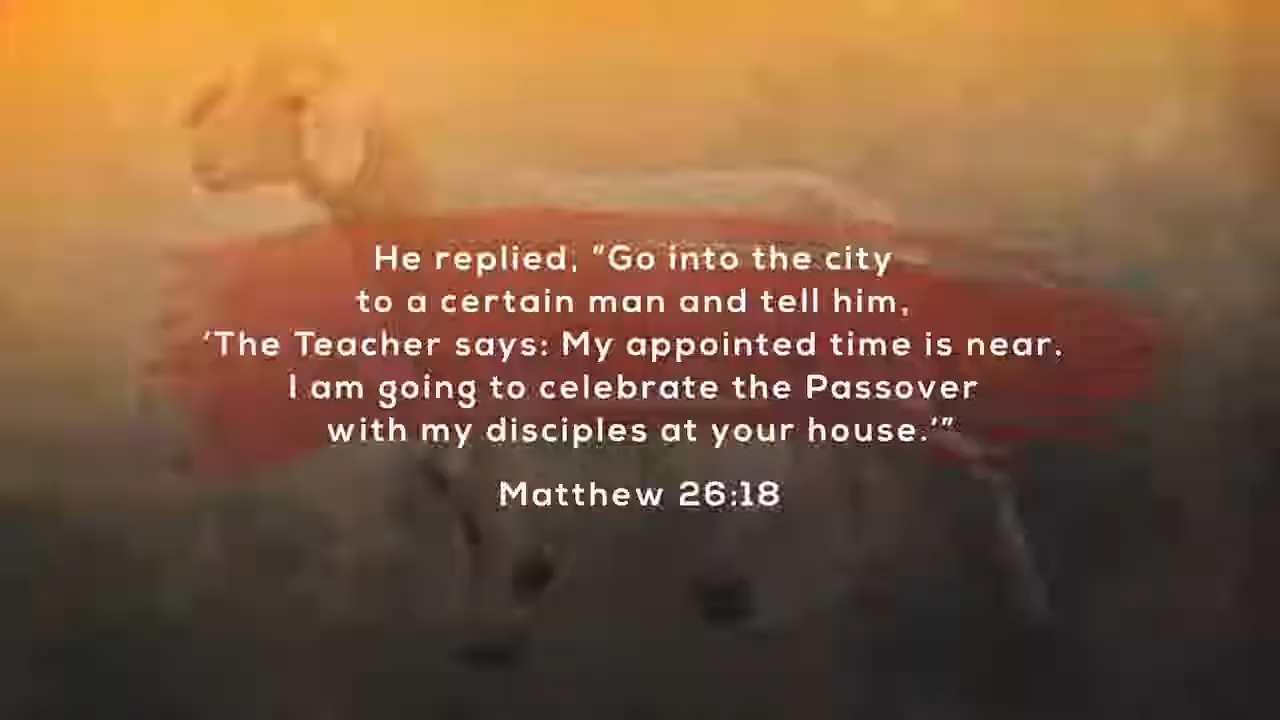 He replied, "Go into the city
to a certain man and tell him,
'The Teacher says: My appointed time is near.
I am going to celebrate the Passover
with my disciples at your house.'"
Matthew 26:18